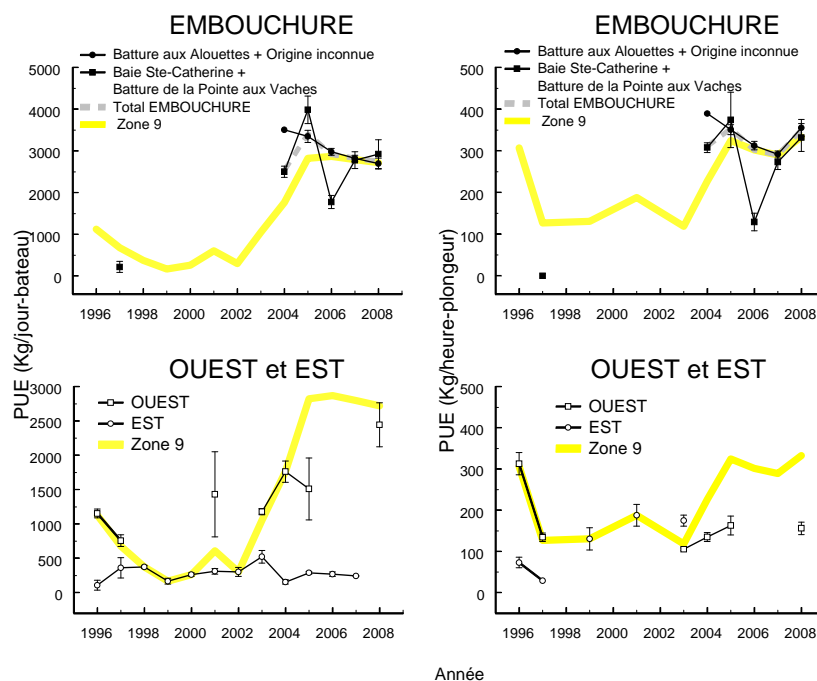 EMBOUCHURE
Batture aux Alouettes + Origine inconnue
Baie Ste-Catherine +
Batture de la Pointe aux Vaches
Total EMBOUCHURE
Zone 9
5000
4000
3000
2000
1000
0
1996 1998 2000 2002 2004 2006 2008
EMBOUCHURE
Batture aux Alouettes + Origine inconnue
Baie Ste-Catherine +
Batture de la Pointe aux Vaches
Total EMBOUCHURE
Zone 9
500
400
300
200
100
0
1996 1998 2000 2002 2004 2006 2008
PUE (Kg/jour-bateau)
PUE (Kg/heure-plongeur)
OUEST et EST
OUEST
EST
Zone 9
3000
2500
2000
1500
1000
500
0
1996 1998 2000 2002 2004 2006 2008
OUEST et EST
OUEST
EST
Zone 9
500
400
300
200
100
0
1996 1998 2000 2002 2004 2006 2008
Année